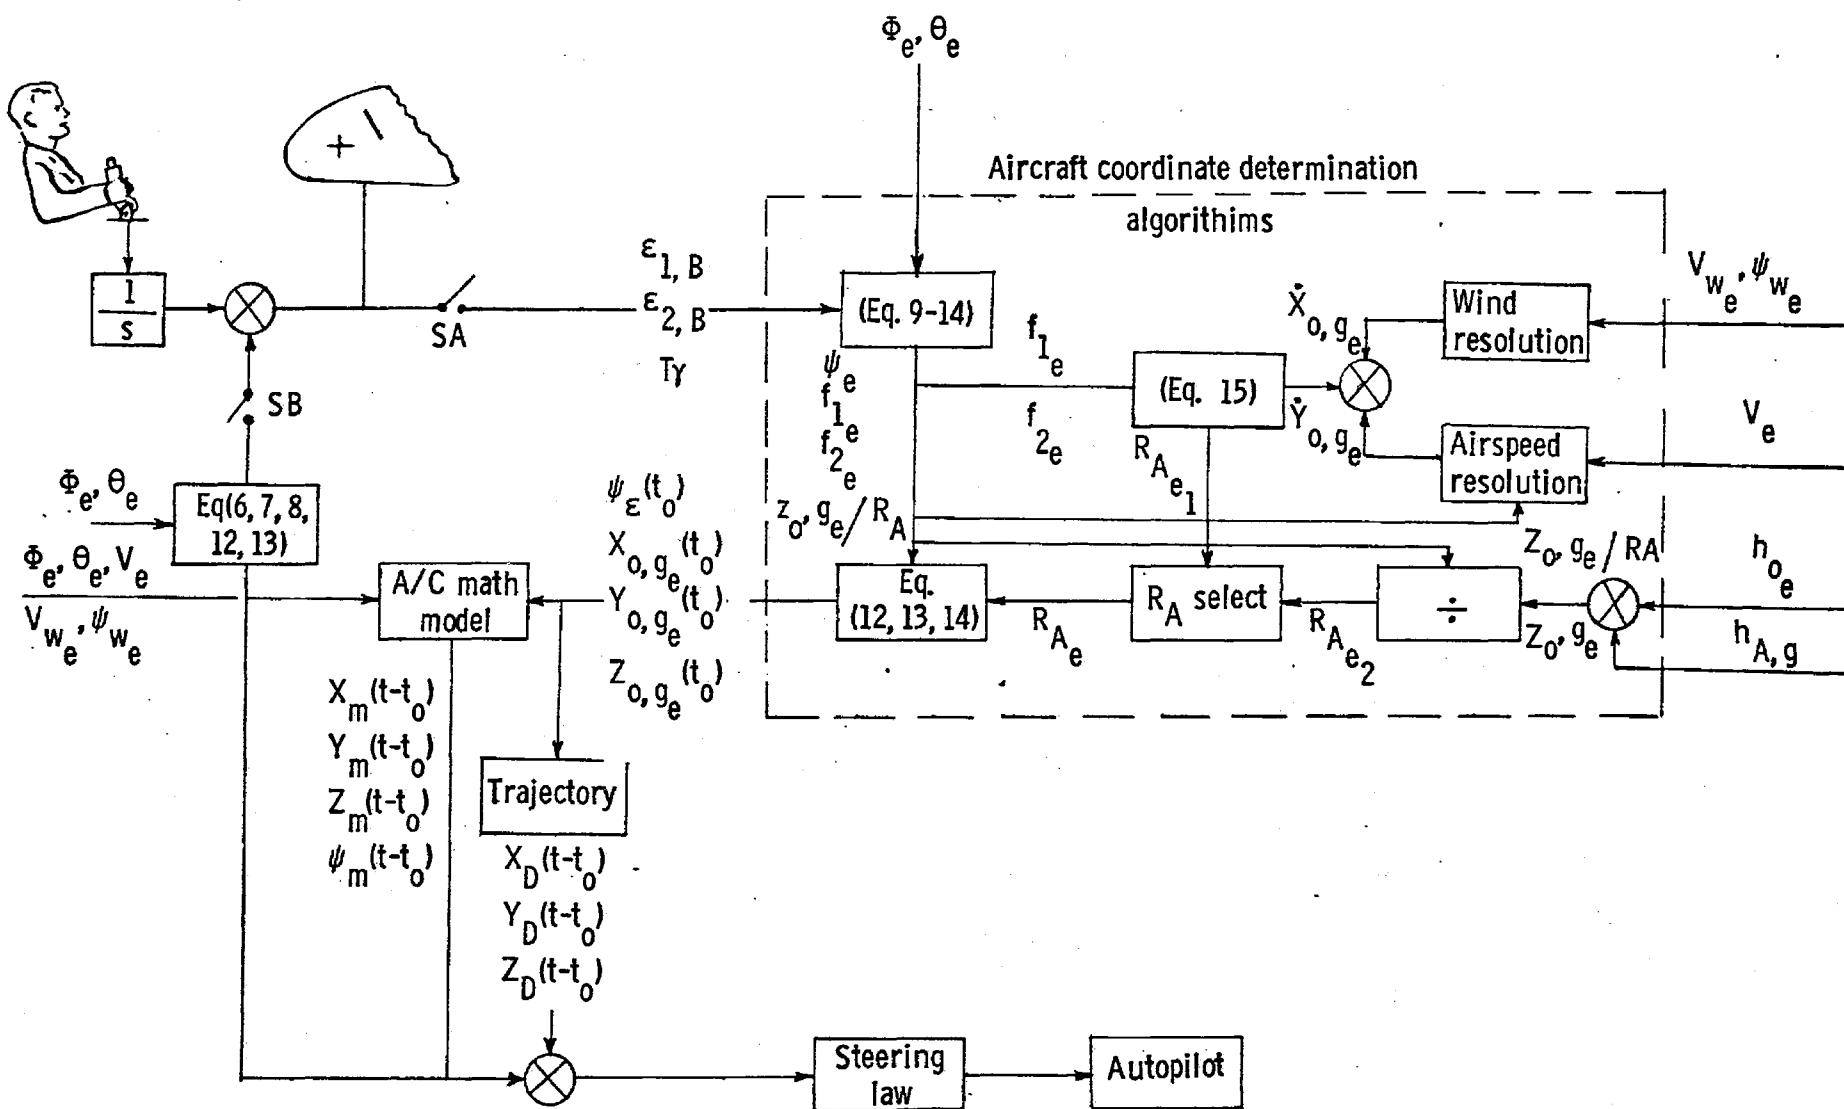 Φe, θe
Aircraft coordinate determination
algorithims
1
s
SA
ε1, B
ε2, B
Tγ
(Eq. 9-14)
f1e
f2e
(Eq. 15)
Ẋo, ge
Ẏo, ge
Wind
resolution
Vwe, ψwe
Airspeed
resolution
Ve
SB
ψe
f1e
f2e
zo, ge/RA
RAe1
Φe, θe
Eq(6, 7, 8,
12, 13)
Φe, θe, Ve
Vwe, ψwe
A/C math
model
ψε(to)
Xo, ge(to)
Yo, ge(to)
Zo, ge(to)
Eq.
(12, 13, 14)
RAe
RA select
RAe2
÷
Zo, ge/RA
Zo, ge
hoe
hA, g
Xm(t-to)
Ym(t-to)
Zm(t-to)
ψm(t-to)
Trajectory
XD(t-to)
YD(t-to)
ZD(t-to)
Steering
law
Autopilot